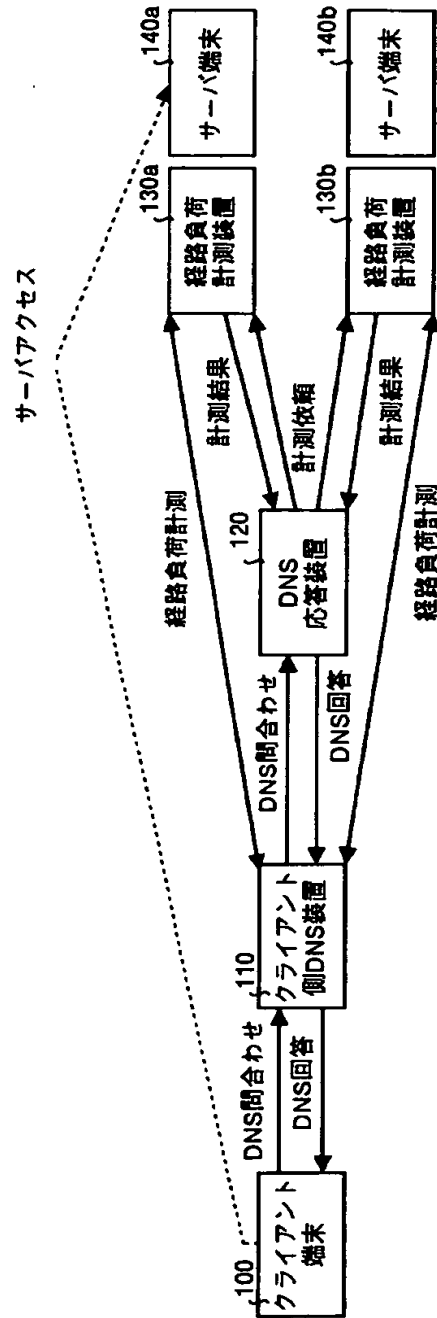 サーバアクセス
100
クライアント
端末
DNS問合わせ
DNS回答
110
クライアント
側DNS装置
経路負荷計測
DNS問合わせ
DNS回答
経路負荷計測
120
DNS
応答装置
計測結果
計測依頼
計測結果
130a
経路負荷
計測装置
140a
サーバ端末
130b
経路負荷
計測装置
140b
サーバ端末